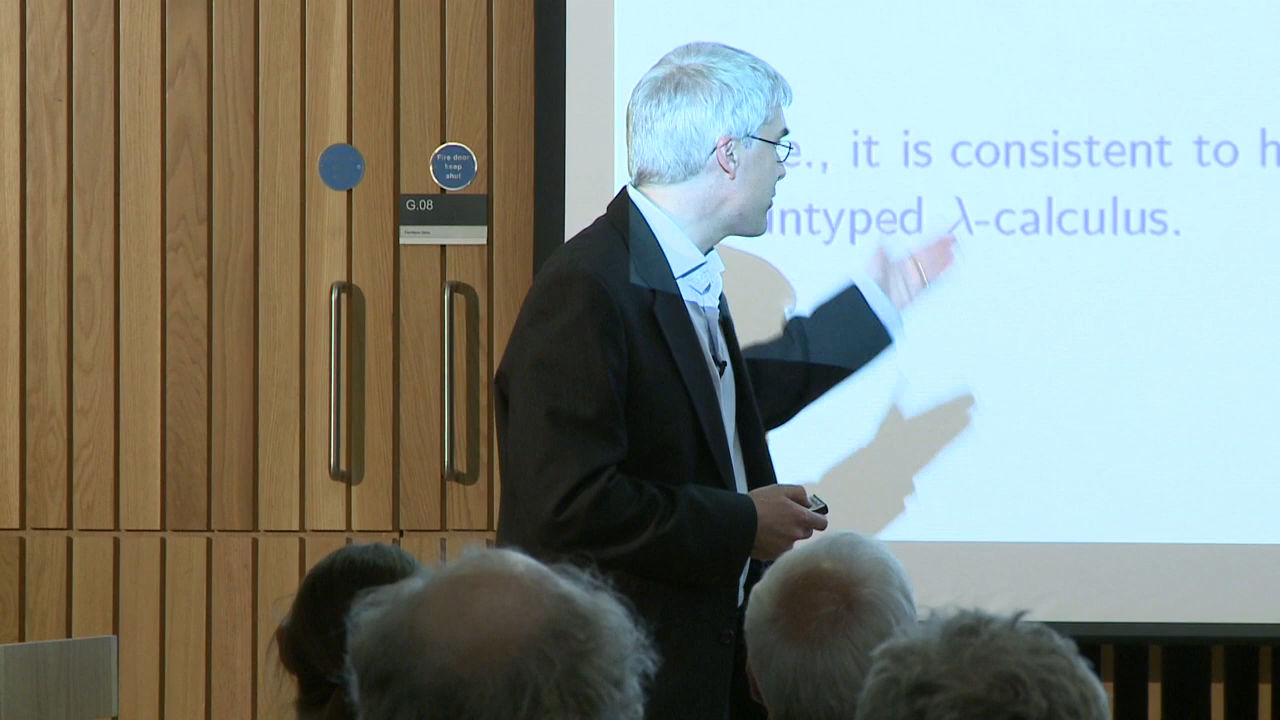 e., it is consistent to h
untyped λ-calculus.
Fire door
keep
shut
G.08